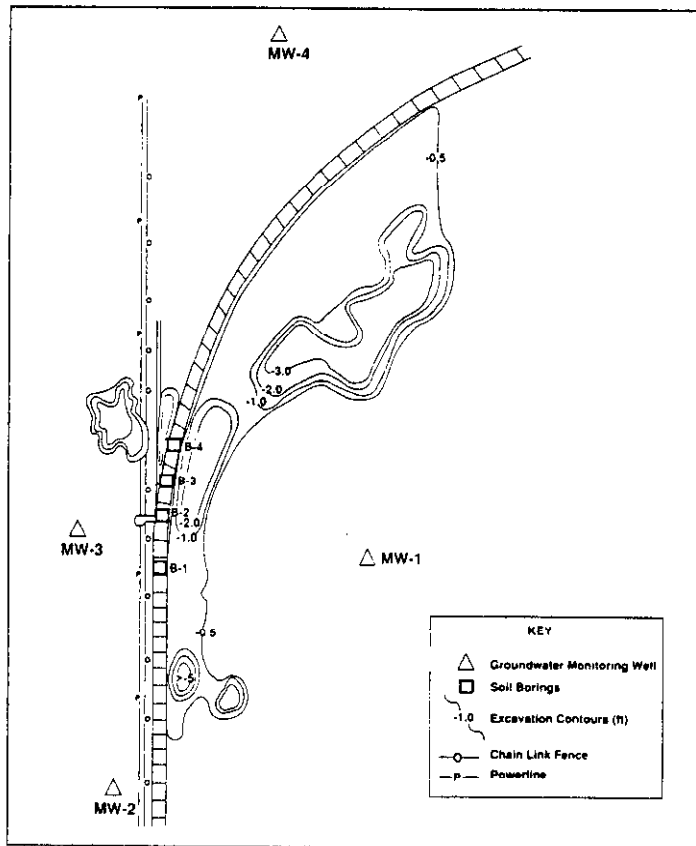 MW-4
-0.5
-3.0
-2.0
-1.0
B-4
B-3
B-2
-2.0
-1.0
MW-3
B-1
MW-1
KEY
Groundwater Monitoring Well
Soil Borings
-1.0 Excavation Contours (ft)
Chain Link Fence
P Powerline
MW-2